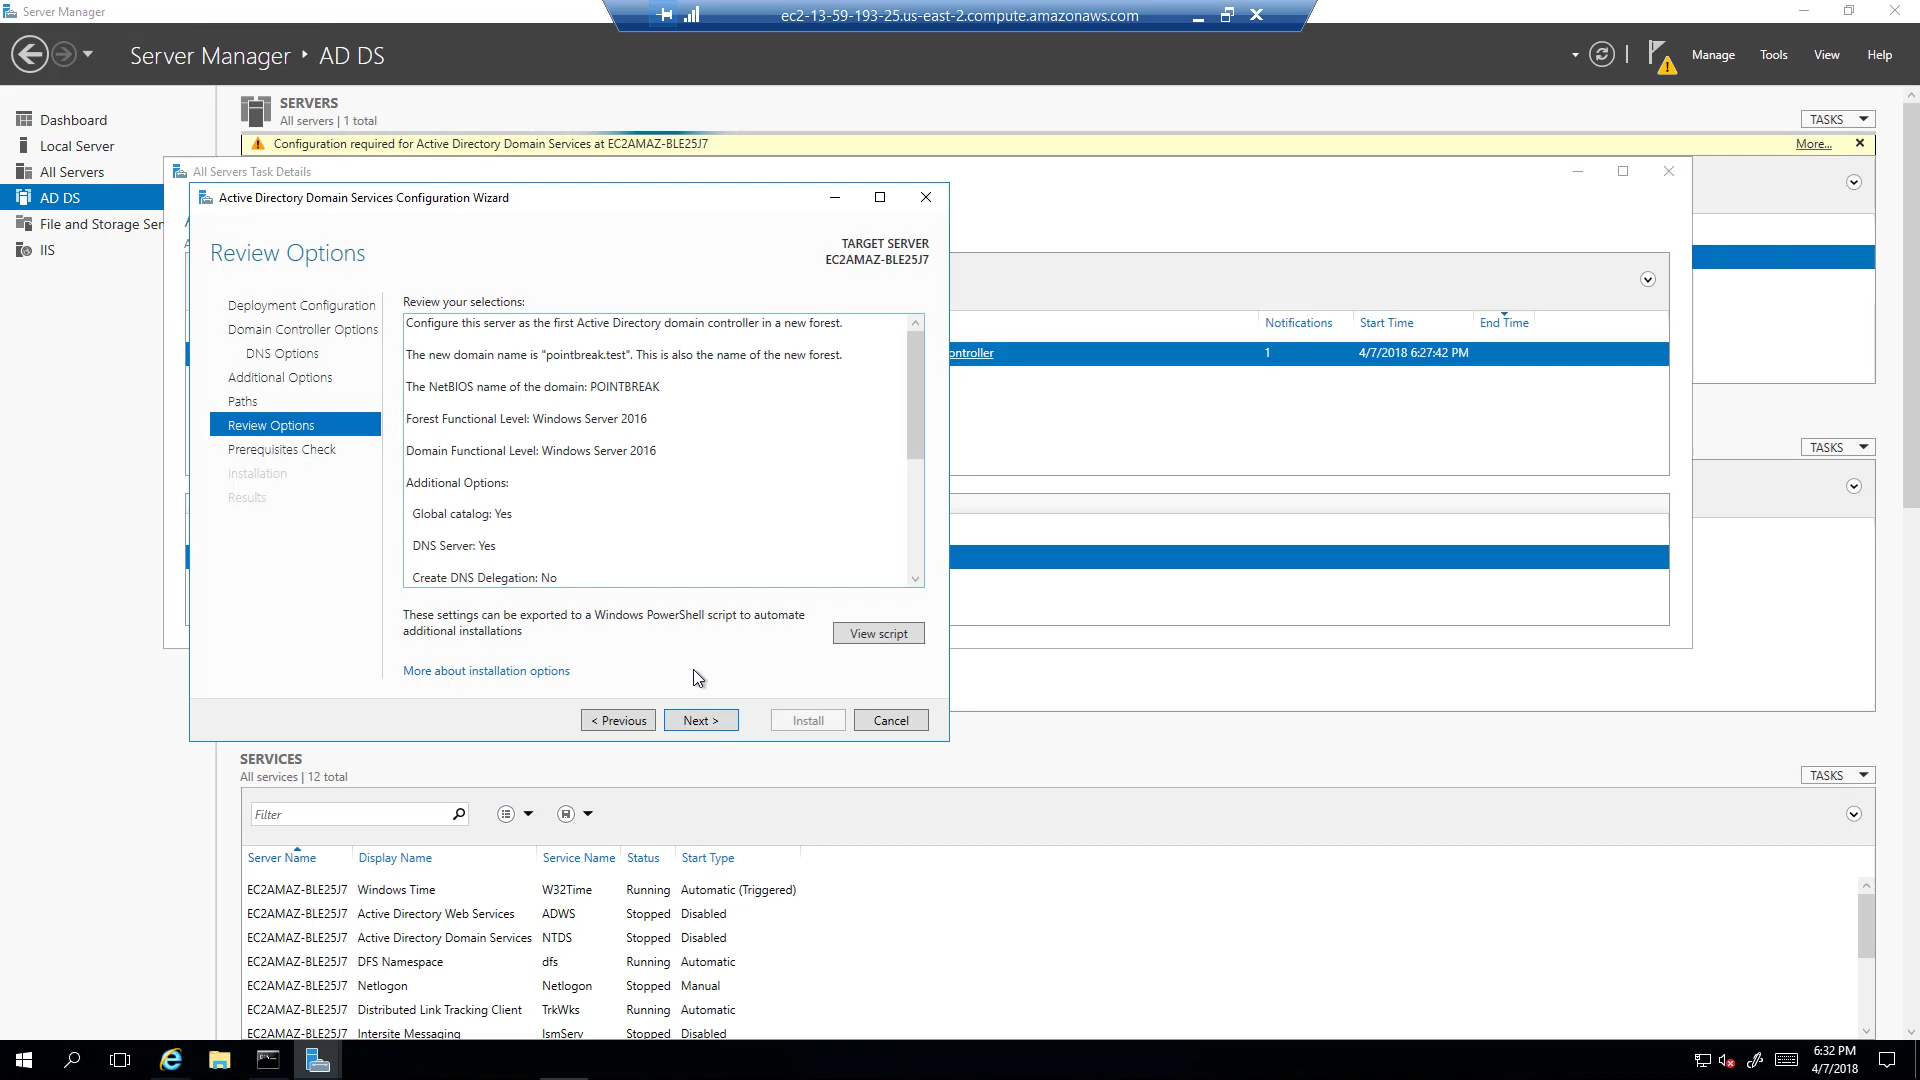 Server Manager
ec2-13-59-193-25.us-east-2.compute.amazonaws.com
Server Manager
AD DS
Manage
Tools
View
Help
Dashboard
Local Server
All Servers
AD DS
File and Storage Ser
IIS
SERVERS
All servers | 1 total
TASKS
Configuration required for Active Directory Domain Services at EC2AMAZ-BLE25J7
More...
All Servers Task Details
Active Directory Domain Services Configuration Wizard
Review Options
TARGET SERVER
EC2AMAZ-BLE25J7
Deployment Configuration
Domain Controller Options
DNS Options
Additional Options
Paths
Review Options
Prerequisites Check
Installation
Results
Review your selections:
Configure this server as the first Active Directory domain controller in a new forest.
The new domain name is "pointbreak.test". This is also the name of the new forest.
The NetBIOS name of the domain: POINTBREAK
Forest Functional Level: Windows Server 2016
Domain Functional Level: Windows Server 2016
Additional Options:
Global catalog: Yes
DNS Server: Yes
Create DNS Delegation: No
These settings can be exported to a Windows PowerShell script to automate
additional installations
View script
More about installation options
< Previous
Next >
Install
Cancel
Notifications
Start Time
End Time
ontroller
1
4/7/2018 6:27:42 PM
TASKS
SERVICES
All services | 12 total
TASKS
Filter
Server Name
Display Name
Service Name
Status
Start Type
EC2AMAZ-BLE25J7 Windows Time W32Time Running Automatic (Triggered)
EC2AMAZ-BLE25J7 Active Directory Web Services ADWS Stopped Disabled
EC2AMAZ-BLE25J7 Active Directory Domain Services NTDS Stopped Disabled
EC2AMAZ-BLE25J7 DFS Namespace dfs Running Automatic
EC2AMAZ-BLE25J7 Netlogon Netlogon Stopped Manual
EC2AMAZ-BLE25J7 Distributed Link Tracking Client TrkWks Running Automatic
EC2AMAZ-BLE25J7 Intersite Messaging IsmServ Stopped Disabled
6:32 PM
4/7/2018